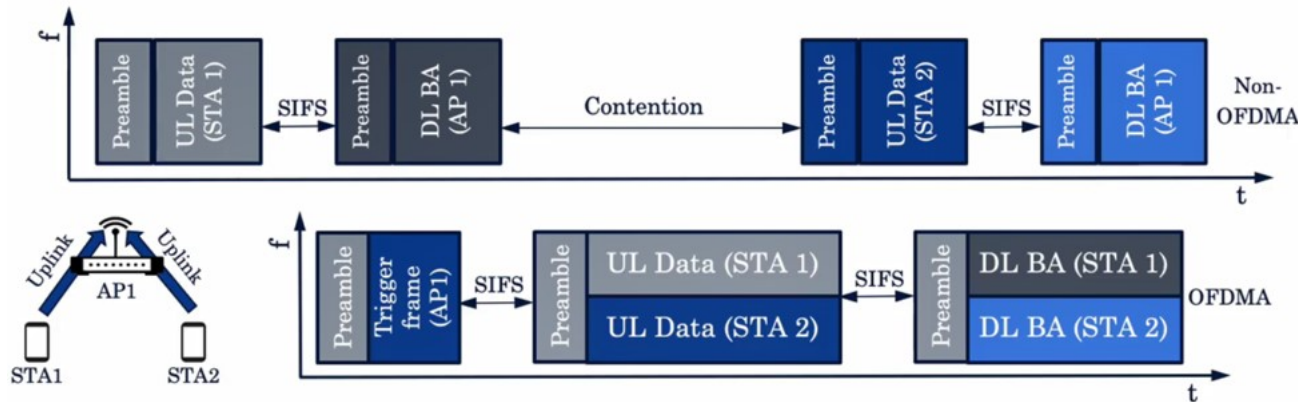 f
Preamble
UL Data
(STA 1)
SIFS
Preamble
DL BA
(AP 1)
Contention
Preamble
UL Data
(STA 2)
SIFS
Preamble
DL BA
(AP 1)
Non-
OFDMA
t
Uplink
Uplink
AP1
STA1
STA2
f
Preamble
Trigger
frame
(AP1)
SIFS
Preamble
UL Data (STA 1)
UL Data (STA 2)
SIFS
Preamble
DL BA (STA 1)
DL BA (STA 2)
OFDMA
t